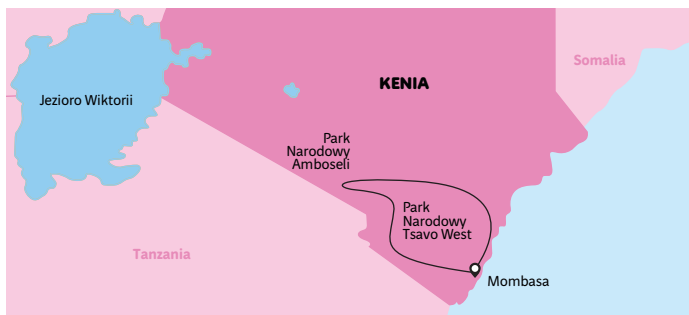 Somalia
KENIA
Jezioro Wiktorii
Park
Narodowy
Amboseli
Park
Narodowy
Tsavo West
Tanzania
Mombasa